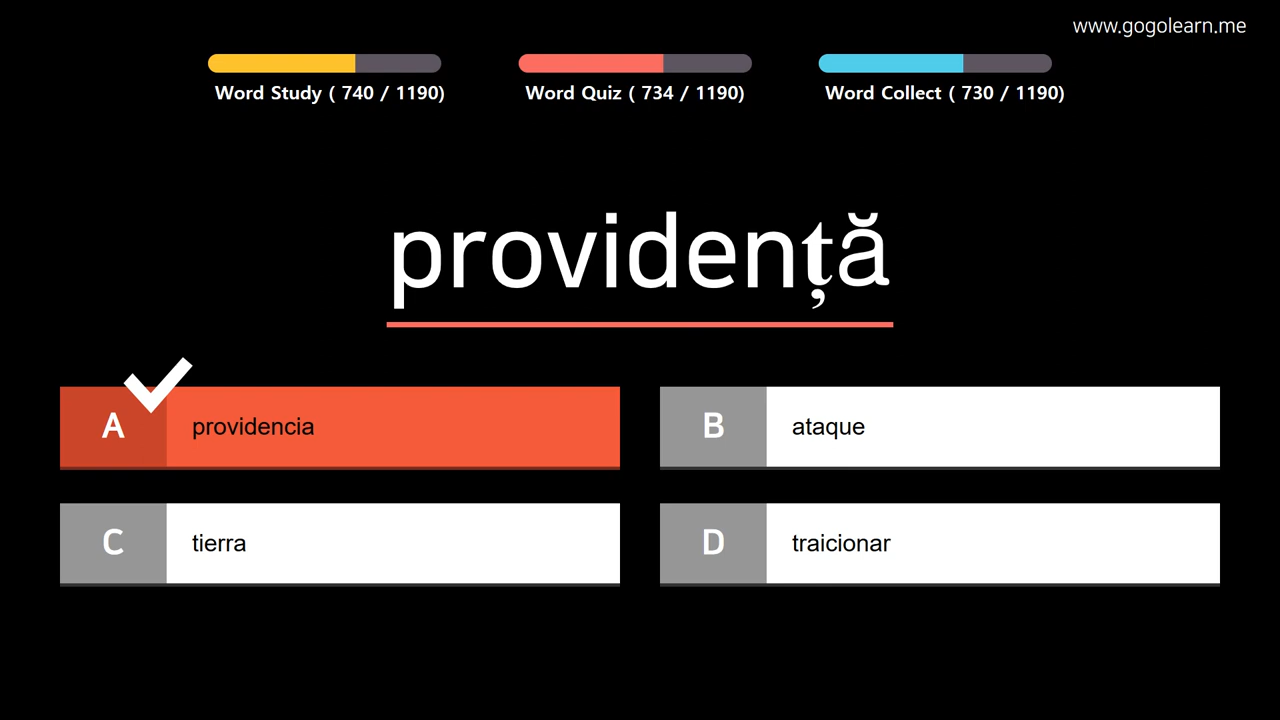 www.gogolearn.me
Word Study ( 740 / 1190)
Word Quiz ( 734 / 1190)
Word Collect ( 730 / 1190)
providență
A providencia
B ataque
C tierra
D traicionar